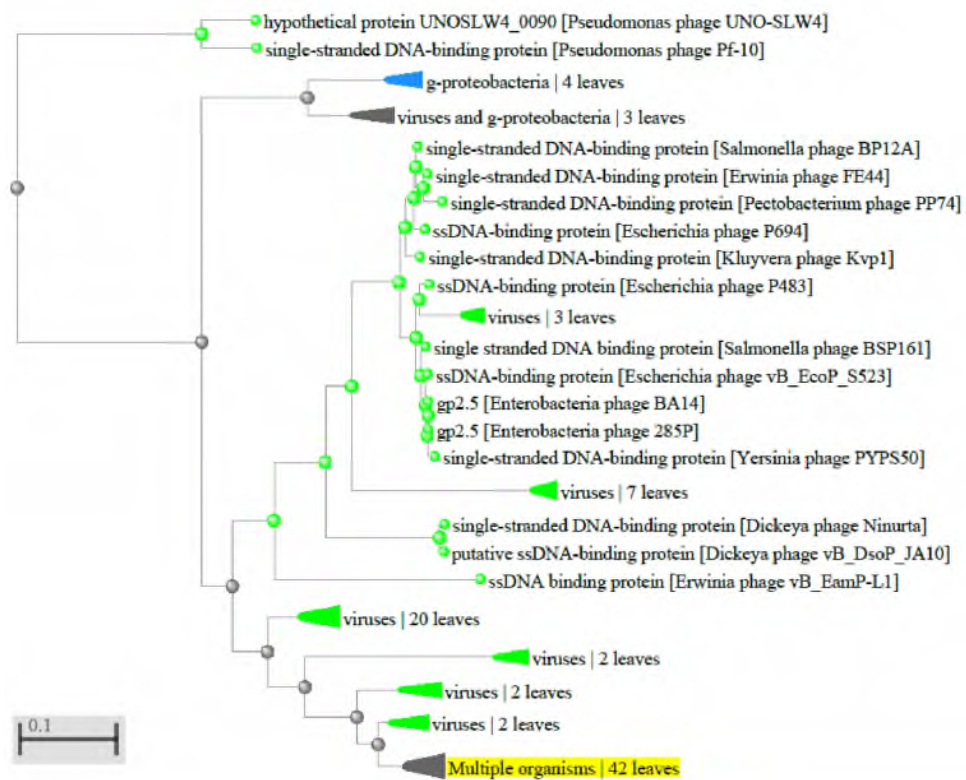 hypothetical protein UNOSLW4_0090 [Pseudomonas phage UNO-SLW4]
single-stranded DNA-binding protein [Pseudomonas phage Pf-10]
g-proteobacteria | 4 leaves
viruses and g-proteobacteria | 3 leaves
single-stranded DNA-binding protein [Salmonella phage BP12A]
single-stranded DNA-binding protein [Erwinia phage FE44]
single-stranded DNA-binding protein [Pectobacterium phage PP74]
ssDNA-binding protein [Escherichia phage P694]
single-stranded DNA-binding protein [Kluyvera phage Kvp1]
ssDNA-binding protein [Escherichia phage P483]
viruses | 3 leaves
single stranded DNA binding protein [Salmonella phage BSP161]
ssDNA-binding protein [Escherichia phage vB_EcoP_S523]
gp2.5 [Enterobacteria phage BA14]
gp2.5 [Enterobacteria phage 285P]
single-stranded DNA-binding protein [Yersinia phage PYPS50]
viruses | 7 leaves
single-stranded DNA-binding protein [Dickeya phage Ninurta]
putative ssDNA-binding protein [Dickeya phage vB_DsoP_JA10]
ssDNA binding protein [Erwinia phage vB_EamP-L1]
viruses | 20 leaves
viruses | 2 leaves
viruses | 2 leaves
viruses | 2 leaves
0.1
Multiple organisms | 42 leaves